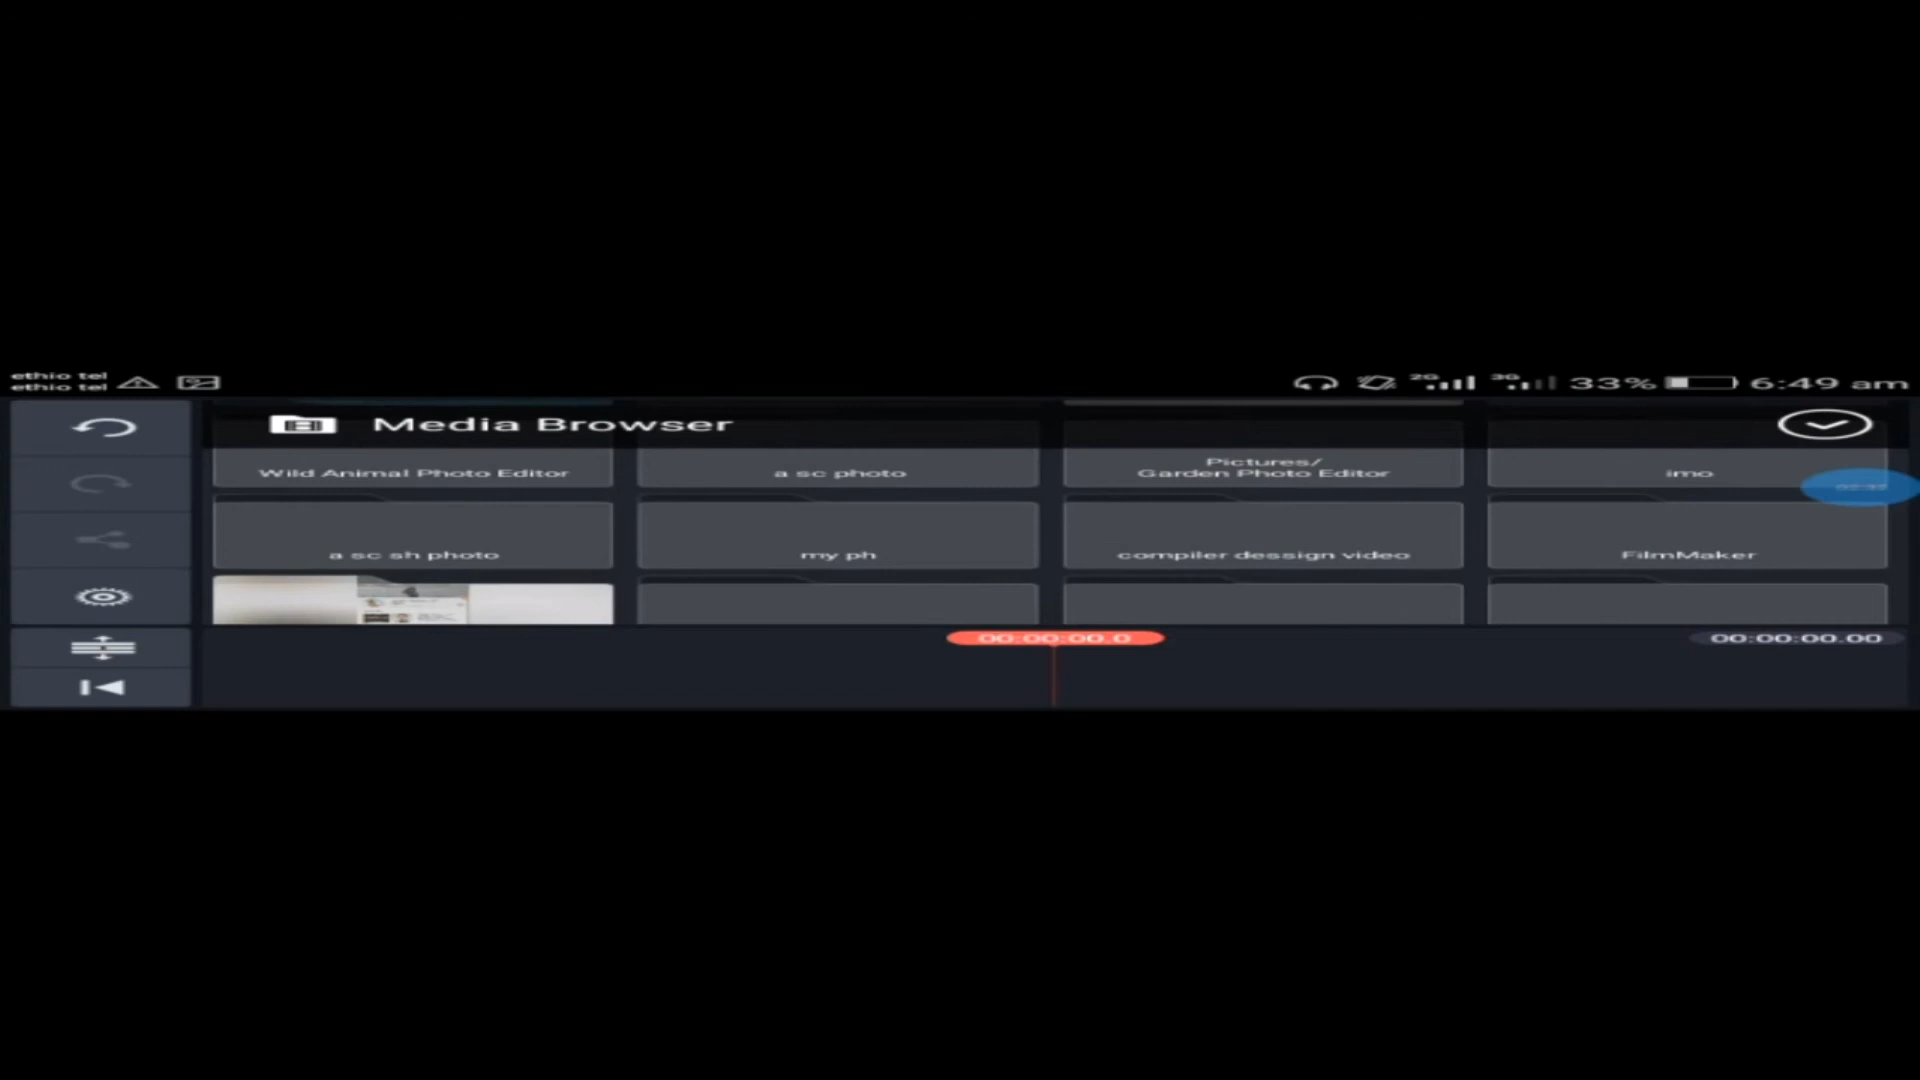 ethio tel
ethio tel
2G 3G 33% 6:49 am
Media Browser
Wild Animal Photo Editor
a sc photo
Pictures/
Garden Photo Editor
imo
a sc sh photo
my ph
compiler dessign video
FilmMaker
00:00:00.0
00:00:00.00